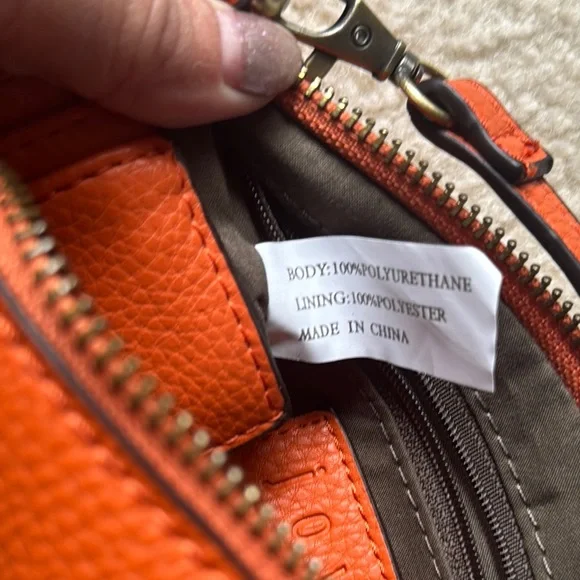 BODY:100%POLYURETHANE
LINING:100%POLYESTER
MADE IN CHINA